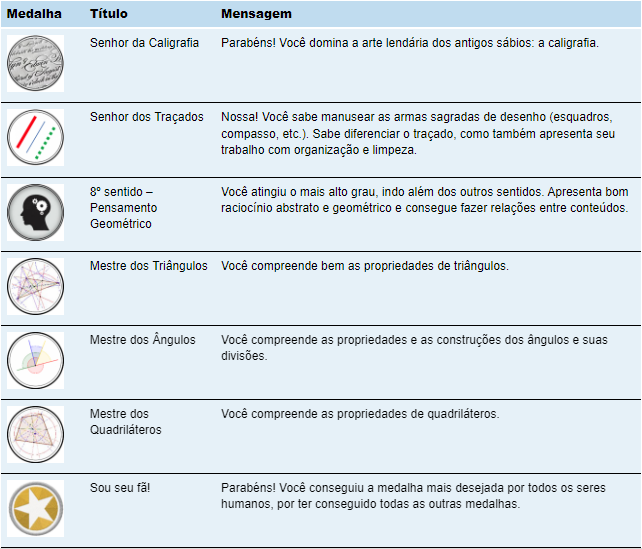 Medalha Título Mensagem
Senhor da Caligrafia Parabéns! Você domina a arte lendária dos antigos sábios: a caligrafia.
Senhor dos Traçados Nossa! Você sabe manusear as armas sagradas de desenho (esquadros,
compasso, etc.). Sabe diferenciar o traçado, como também apresenta seu
trabalho com organização e limpeza.
8º sentido – Você atingiu o mais alto grau, indo além dos outros sentidos. Apresenta bom
Pensamento raciocínio abstrato e geométrico e consegue fazer relações entre conteúdos.
Geométrico
Mestre dos Triângulos Você compreende bem as propriedades de triângulos.
Mestre dos Ângulos Você compreende as propriedades e as construções dos ângulos e suas
divisões.
Mestre dos Você compreende as propriedades de quadriláteros.
Quadriláteros
Sou seu fã! Parabéns! Você conseguiu a medalha mais desejada por todos os seres
humanos, por ter conseguido todas as outras medalhas.